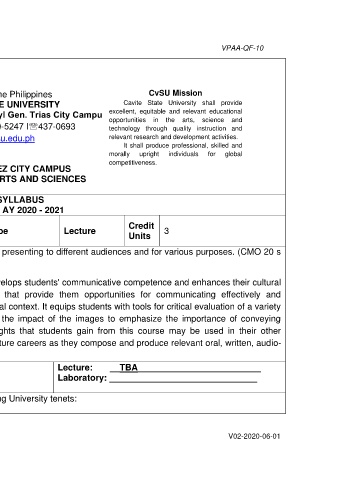 VPAA-QF-10
he Philippines
E UNIVERSITY
yl Gen. Trias City Campu
-5247 I☏437-0693
u.edu.ph
EZ CITY CAMPUS
RTS AND SCIENCES
CvSU Mission
Cavite State University shall provide
excellent, equitable and relevant educational
opportunities in the arts, science and
technology through quality instruction and
relevant research and development activities.
It shall produce professional, skilled and
morally upright individuals for global
competitiveness.
SYLLABUS
AY 2020 - 2021
pe Lecture Credit Units 3
presenting to different audiences and for various purposes. (CMO 20 s
velops students' communicative competence and enhances their cultural
that provide them opportunities for communicating effectively and
al context. It equips students with tools for critical evaluation of a variety
the impact of the images to emphasize the importance of conveying
ghts that students gain from this course may be used in their other
ture careers as they compose and produce relevant oral, written, audio-
Lecture: TBA
Laboratory:
ng University tenets:
V02-2020-06-01